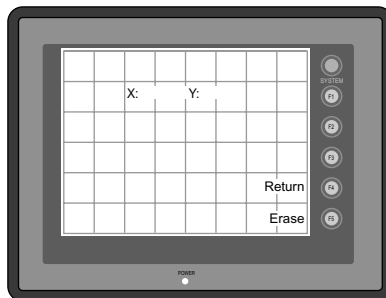 SYSTEM
X: Y:
F1
F2
F3
Return F4
Erase F5
POWER